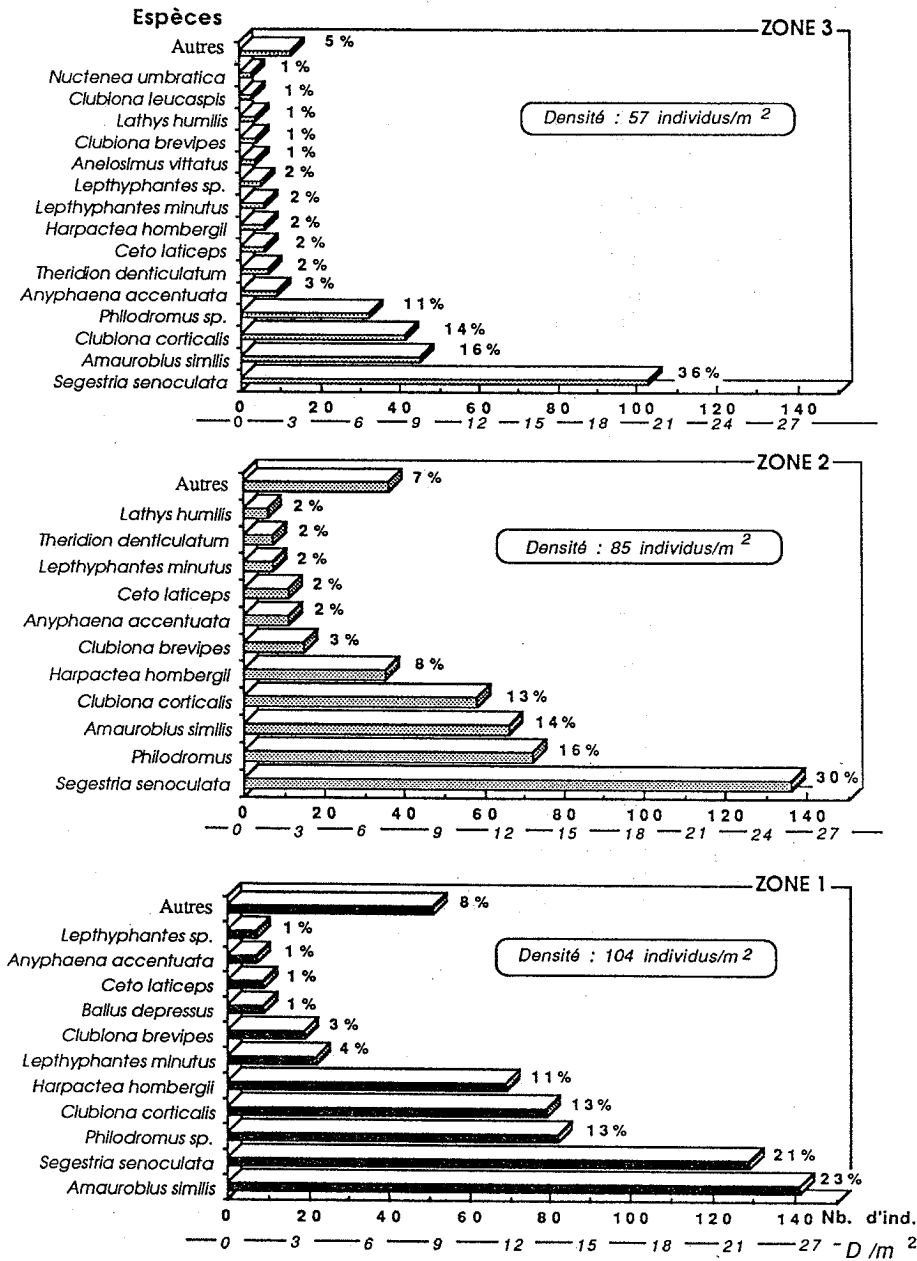 Espèces
ZONE 3
Autres 5 %
Nuctenea umbratica 1 %
Clubiona leucaspis 1 %
Lathys humilis 1 %
Densité : 57 individus/m 2
Clubiona brevipes 1 %
Anelosimus vittatus 1 %
Lepthyphantes sp. 2 %
Lepthyphantes minutus 2 %
Harpactea hombergii 2 %
Ceto laticeps 2 %
Theridion denticulatum 2 %
Anyphaena accentuata 3 %
Philodromus sp. 11 %
Clubiona corticalis 14 %
Amaurobius similis 16 %
Segestria senoculata 36 %
0 20 40 60 80 100 120 140
0 3 6 9 12 15 18 21 24 27
ZONE 2
Autres 7 %
Lathys humilis 2 %
Theridion denticulatum 2 %
Densité : 85 individus/m 2
Lepthyphantes minutus 2 %
Ceto laticeps 2 %
Anyphaena accentuata 2 %
Clubiona brevipes 3 %
Harpactea hombergii 8 %
Clubiona corticalis 13 %
Amaurobius similis 14 %
Philodromus 16 %
Segestria senoculata 30 %
0 20 40 60 80 100 120 140
0 3 6 9 12 15 18 21 24 27
ZONE 1
Autres 8 %
Lepthyphantes sp. 1 %
Anyphaena accentuata 1 %
Densité : 104 individus/m 2
Ceto laticeps 1 %
Ballus depressus 1 %
Clubiona brevipes 3 %
Lepthyphantes minutus 4 %
Harpactea hombergii 11 %
Clubiona corticalis 13 %
Philodromus sp. 13 %
Segestria senoculata 21 %
Amaurobius similis 23 %
0 20 40 60 80 100 120 140 Nb. d'ind.
0 3 6 9 12 15 18 21 27 D /m 2